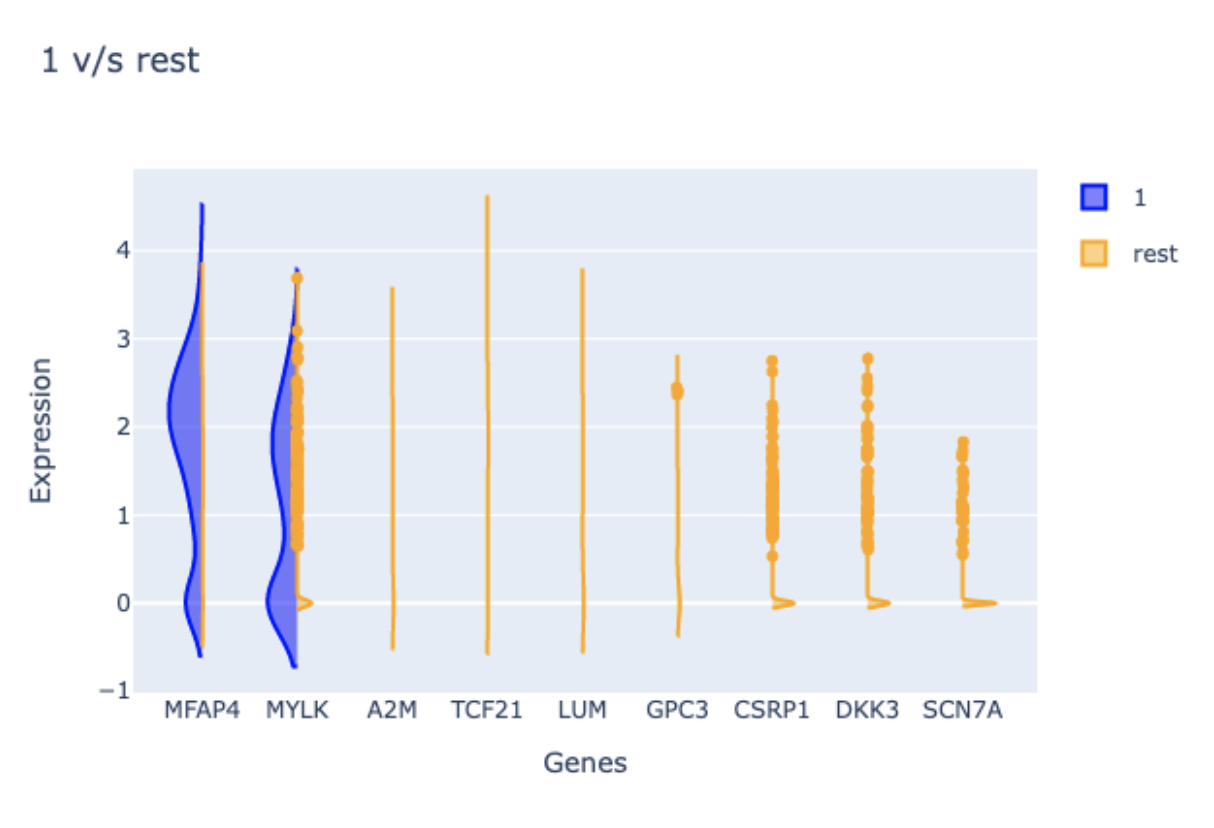 1 v/s rest
1
rest
Expression
4
3
2
1
0
−1
MFAP4 MYLK A2M TCF21 LUM GPC3 CSRP1 DKK3 SCN7A
Genes